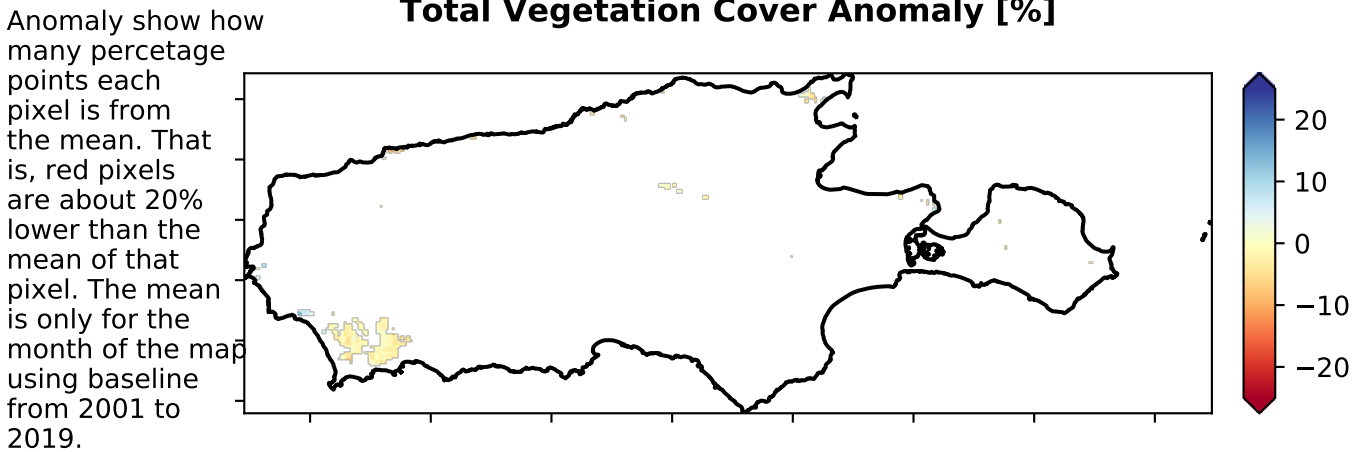 Total Vegetation Cover Anomaly [%]
Anomaly show how
many percetage
points each
pixel is from
the mean. That
is, red pixels
are about 20%
lower than the
mean of that
pixel. The mean
is only for the
month of the map
using baseline
from 2001 to
2019.
20
10
0
−10
−20